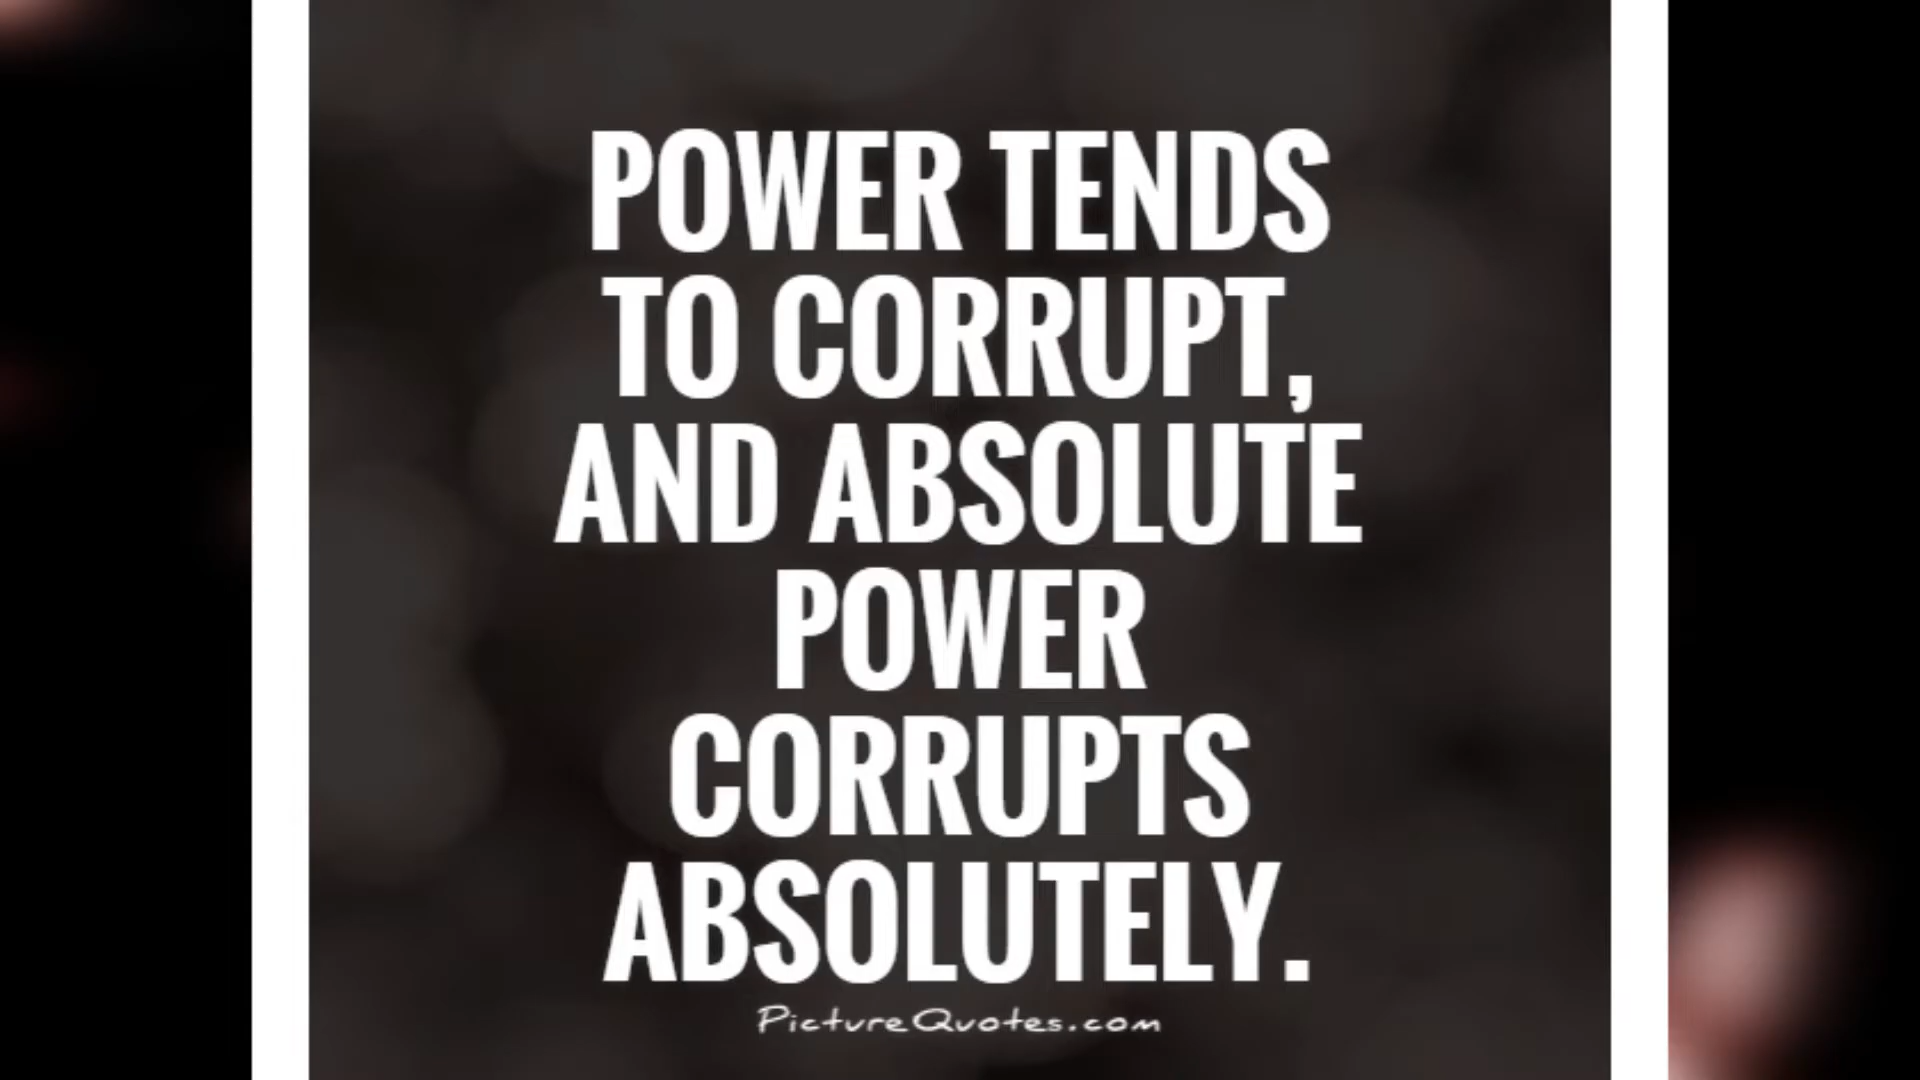 POWER TENDS
TO CORRUPT,
AND ABSOLUTE
POWER
CORRUPTS
ABSOLUTELY.
PictureQuotes.com